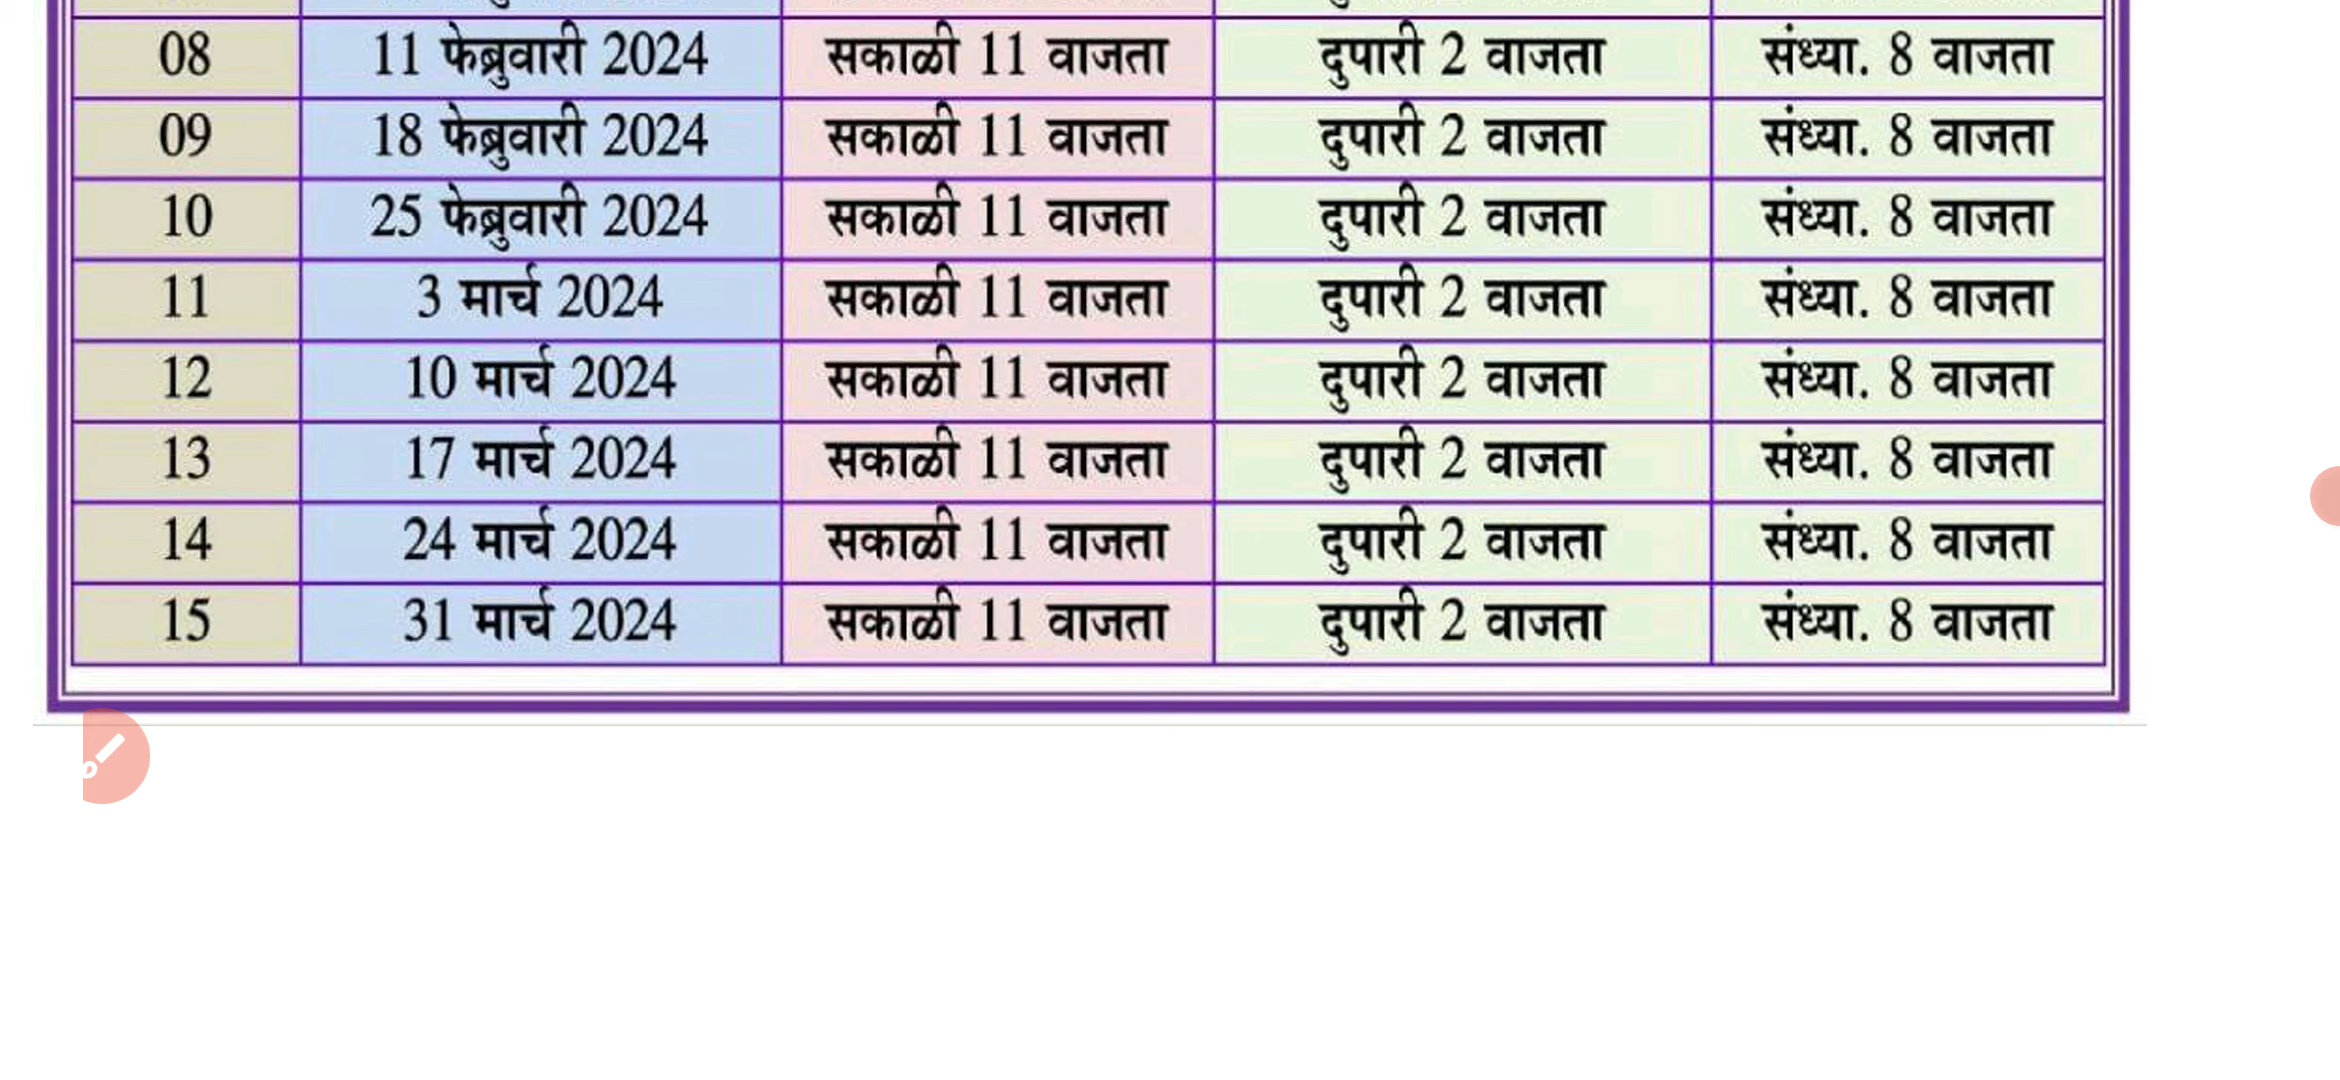 08 11 फेब्रुवारी 2024 सकाळी 11 वाजता दुपारी 2 वाजता संध्या. 8 वाजता
09 18 फेब्रुवारी 2024 सकाळी 11 वाजता दुपारी 2 वाजता संध्या. 8 वाजता
10 25 फेब्रुवारी 2024 सकाळी 11 वाजता दुपारी 2 वाजता संध्या. 8 वाजता
11 3 मार्च 2024 सकाळी 11 वाजता दुपारी 2 वाजता संध्या. 8 वाजता
12 10 मार्च 2024 सकाळी 11 वाजता दुपारी 2 वाजता संध्या. 8 वाजता
13 17 मार्च 2024 सकाळी 11 वाजता दुपारी 2 वाजता संध्या. 8 वाजता
14 24 मार्च 2024 सकाळी 11 वाजता दुपारी 2 वाजता संध्या. 8 वाजता
15 31 मार्च 2024 सकाळी 11 वाजता दुपारी 2 वाजता संध्या. 8 वाजता